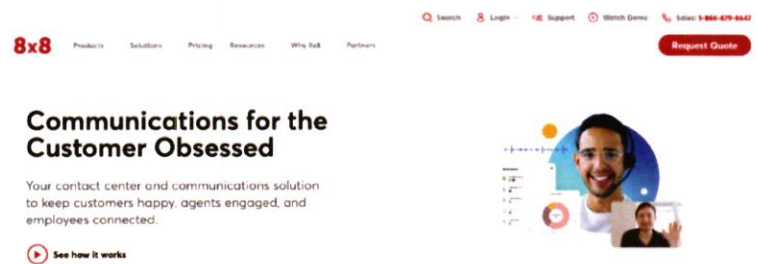 Search Login Support Watch Demo Sales: 1-866-879-8647
8x8 Products Solutions Pricing Resources Why 8x8 Partners Request Quote
Communications for the
Customer Obsessed
Your contact center and communications solution
to keep customers happy, agents engaged, and
employees connected.
See how it works